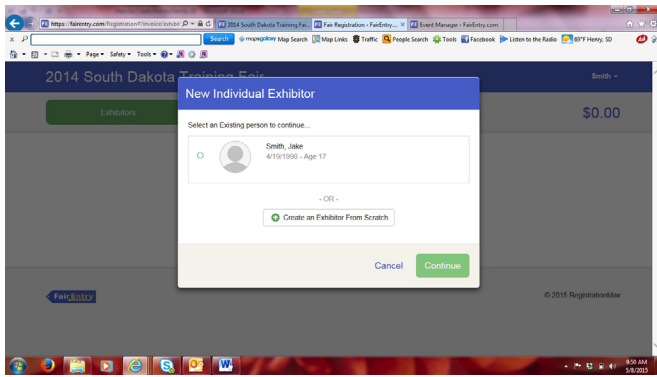 https://fairentry.com/Registration/Invoice/exhibi
2014 South Dakota Training Fai...
Fair Registration - FairEntry....
Event Manager - FairEntry.com
Search
mapsgalaxy Map Search
Map Links
Traffic
People Search
Tools
Facebook
Listen to the Radio
69°F Henry, SD
Page
Safety
Tools
2014 South Dakota Training Fair
Smith
Exhibitors
$0.00
New Individual Exhibitor
Select an Existing person to continue...
Smith, Jake
4/19/1998 - Age 17
- OR -
Create an Exhibitor From Scratch
Cancel
Continue
FairEntry
© 2015 RegistrationMax
9:50 AM
5/8/2015